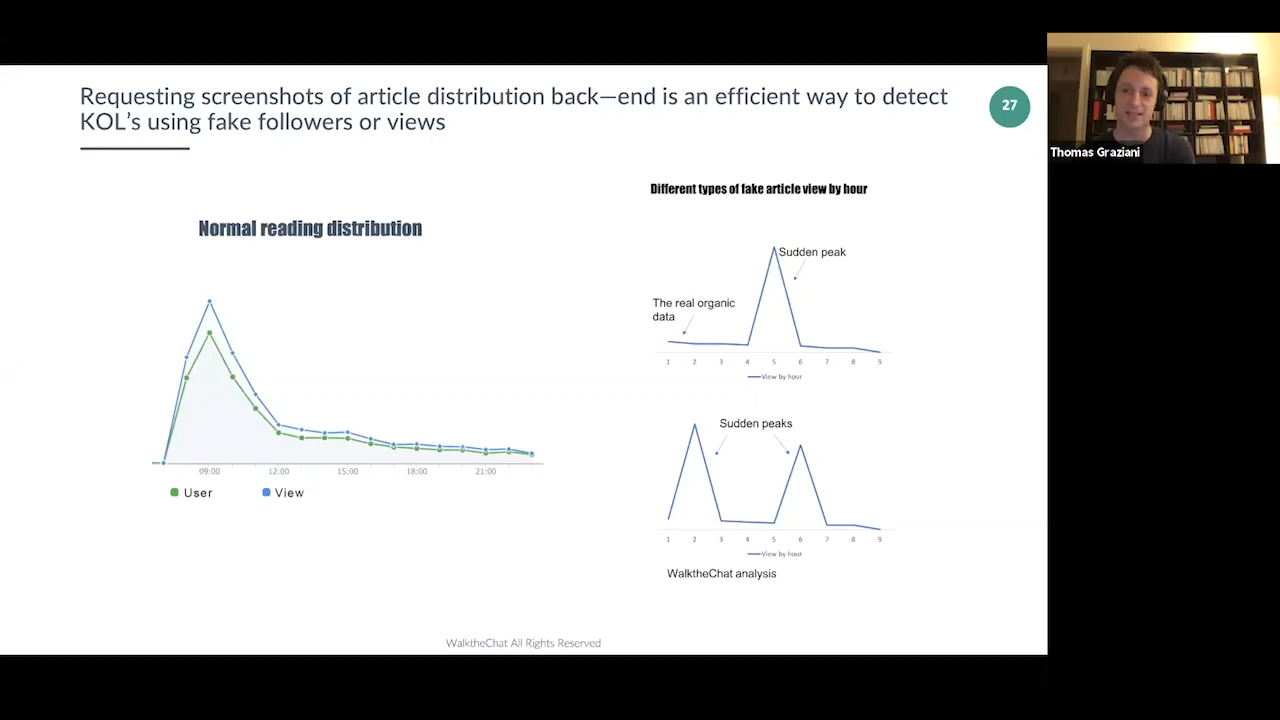 Requesting screenshots of article distribution back—end is an efficient way to detect
KOL's using fake followers or views
27
Thomas Graziani
Normal reading distribution
09:00 12:00 15:00 18:00 21:00
User View
Different types of fake article view by hour
Sudden peak
The real organic
data
1 2 3 4 5 6 7 8 9
View by hour
Sudden peaks
1 2 3 4 5 6 7 8 9
View by hour
WalktheChat analysis
WalktheChat All Rights Reserved